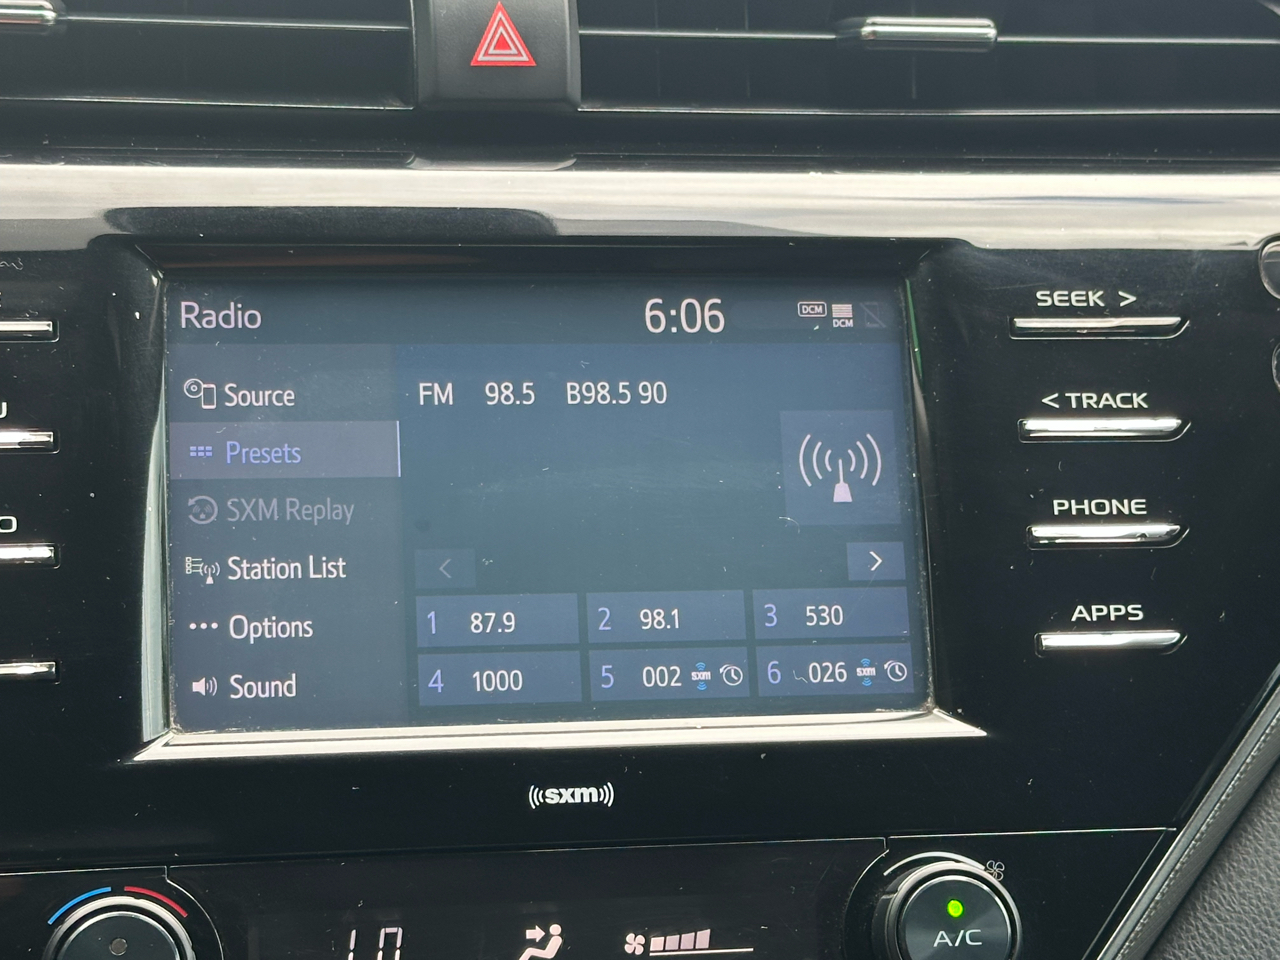 Radio 6:06 DCM DCM
SEEK >
Source FM 98.5 B98.5 90
< TRACK
Presets
SXM Replay
PHONE
Station List < >
Options 1 87.9 2 98.1 3 530
APPS
Sound 4 1000 5 002 sxm 6 026 sxm
((sxm))
A/C